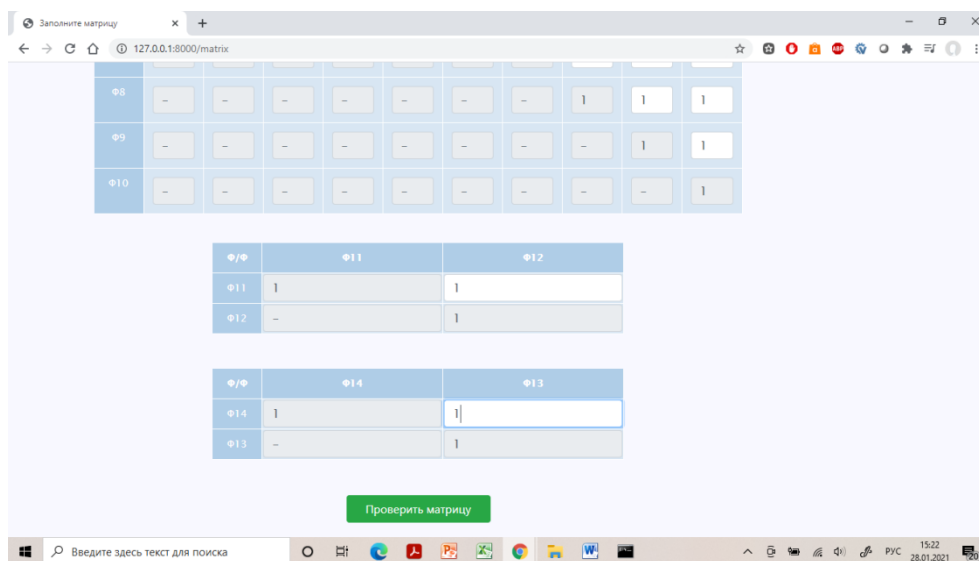 Заполните матрицу
127.0.0.1:8000/matrix
Ф8 – – – – – – – 1 1 1
Ф9 – – – – – – – – 1 1
Ф10 – – – – – – – – – 1
Ф/Ф Ф11 Ф12
Ф11 1 1
Ф12 – 1
Ф/Ф Ф14 Ф13
Ф14 1 1
Ф13 – 1
Проверить матрицу
Введите здесь текст для поиска
РУС
15:22
28.01.2021